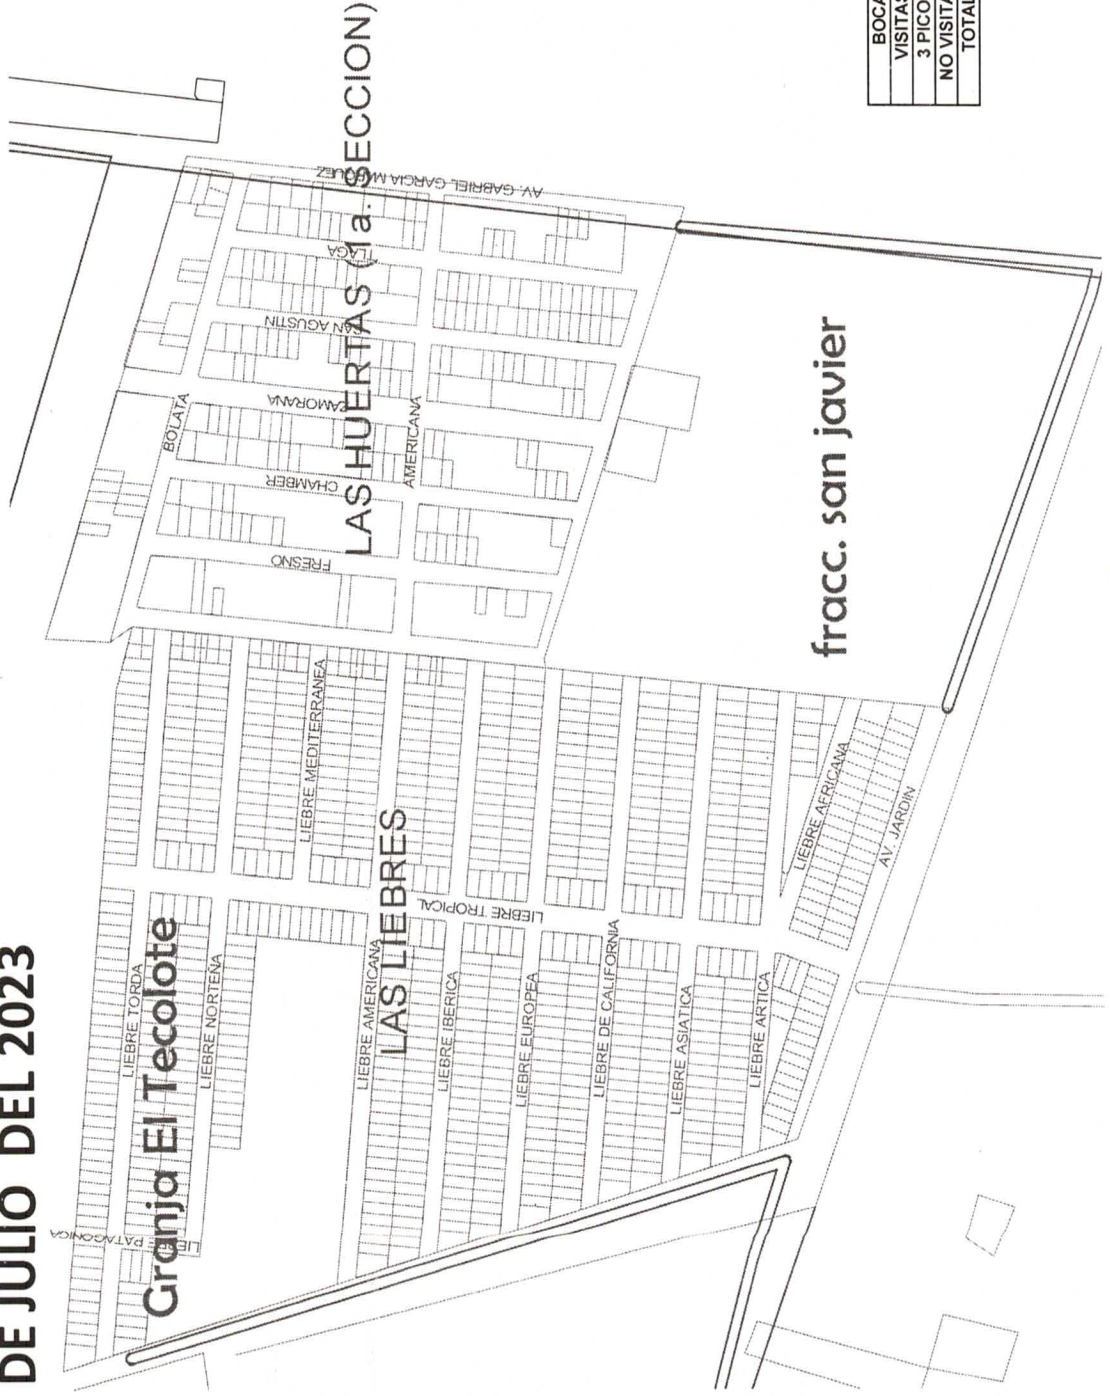 DE JULIO DEL 2023
LIEBRE PATAGONICA
LIEBRE TORDA
Granja El Tecolote
LIEBRE NORTEÑA
LIEBRE MEDITERRANEA
LIEBRE AMERICANA
LAS LIEBRES
LIEBRE TROPICAL
LIEBRE IBERICA
LIEBRE EUROPEA
LIEBRE DE CALIFORNIA
LIEBRE ASIATICA
LIEBRE ARTICA
LIEBRE AFRICANA
AV. JARDIN
BOLATA
FRESNO
CHAMBER
ZAMORANA
SAN AGUSTIN
TLAGA
AV. GABRIEL GARCIA MARQUEZ
LAS HUERTAS (1a. SECCION)
AMERICANA
fracc. san javier
BOCA
VISITAS
3 PICO
NO VISITA
TOTAL